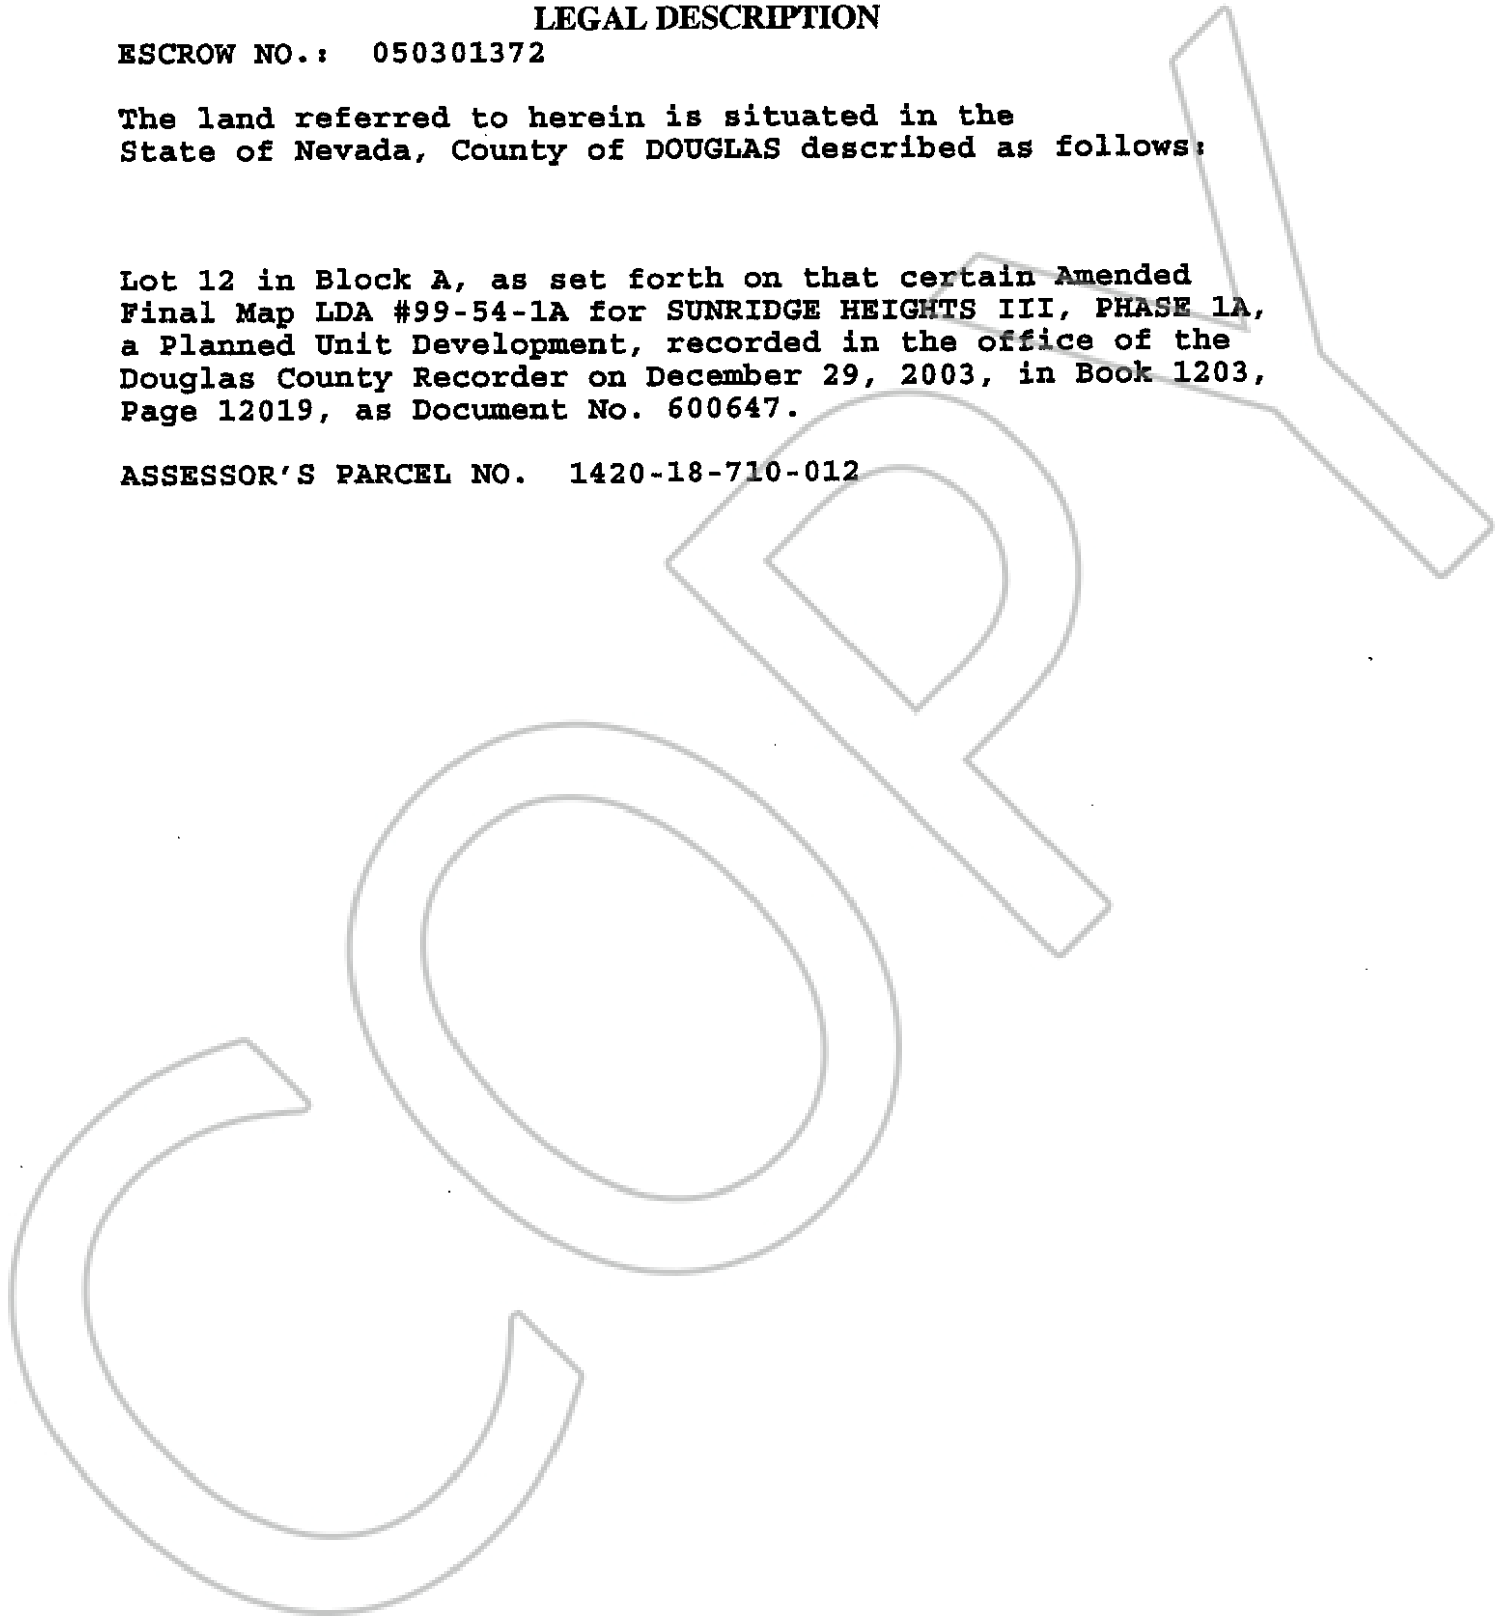 LEGAL DESCRIPTION
ESCROW NO.: 050301372
The land referred to herein is situated in the
State of Nevada, County of DOUGLAS described as follows:
Lot 12 in Block A, as set forth on that certain Amended
Final Map LDA #99-54-1A for SUNRIDGE HEIGHTS III, PHASE 1A,
a Planned Unit Development, recorded in the office of the
Douglas County Recorder on December 29, 2003, in Book 1203,
Page 12019, as Document No. 600647.
ASSESSOR'S PARCEL NO. 1420-18-710-012
COPY